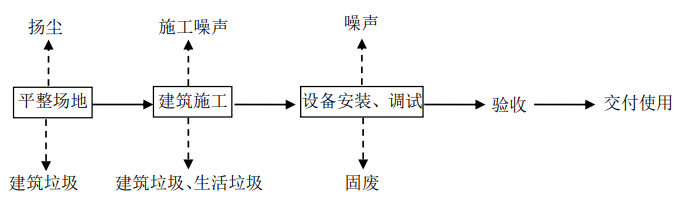 扬尘
施工噪声
噪声
平整场地
建筑施工
设备安装、调试
验收
交付使用
建筑垃圾
建筑垃圾、生活垃圾
固废